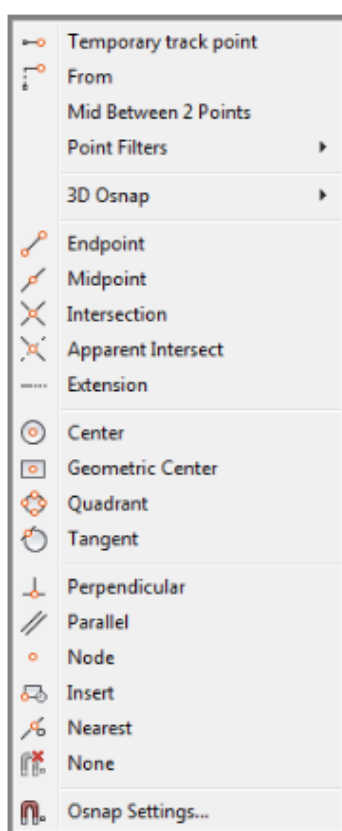 Temporary track point
From
Mid Between 2 Points
Point Filters
3D Osnap
Endpoint
Midpoint
Intersection
Apparent Intersect
Extension
Center
Geometric Center
Quadrant
Tangent
Perpendicular
Parallel
Node
Insert
Nearest
None
Osnap Settings...